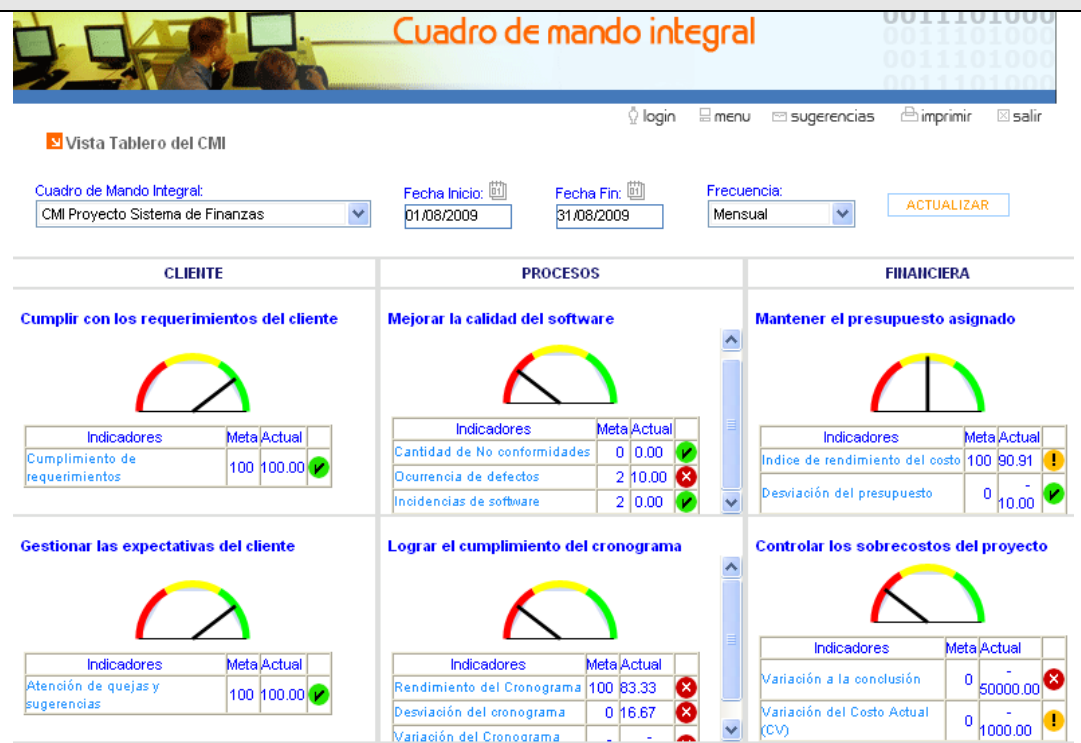 Cuadro de mando integral
0011101000
0011101000
0011101000
0011101000
login menu sugerencias imprimir salir
Vista Tablero del CMI
Cuadro de Mando Integral: Fecha Inicio: Fecha Fin: Frecuencia:
CMI Proyecto Sistema de Finanzas 01/08/2009 31/08/2009 Mensual ACTUALIZAR
CLIENTE PROCESOS FINANCIERA
Cumplir con los requerimientos del cliente
Indicadores Meta Actual
Cumplimiento de
requerimientos 100 100.00
Mejorar la calidad del software
Indicadores Meta Actual
Cantidad de No conformidades 0 0.00
Ocurrencia de defectos 2 10.00
Incidencias de software 2 0.00
Mantener el presupuesto asignado
Indicadores Meta Actual
Indice de rendimiento del costo 100 90.91
Desviación del presupuesto 0 -
10.00
Gestionar las expectativas del cliente
Indicadores Meta Actual
Atención de quejas y
sugerencias 100 100.00
Lograr el cumplimiento del cronograma
Indicadores Meta Actual
Rendimiento del Cronograma 100 83.33
Desviación del cronograma 0 16.67
Variación del Cronograma - -
Controlar los sobrecostos del proyecto
Indicadores Meta Actual
Variación a la conclusión 0 -
50000.00
Variación del Costo Actual
(CV) 0 -
1000.00